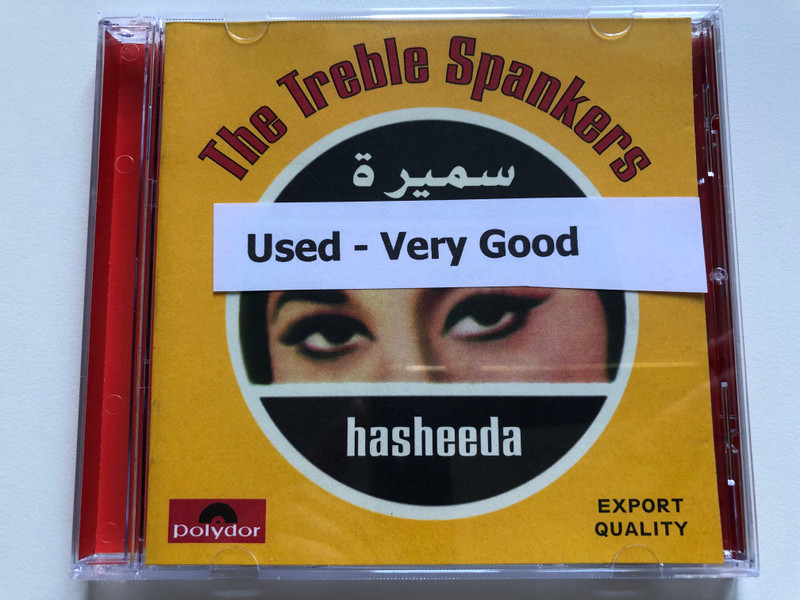 The Treble Spankers
سميرة
Used - Very Good
hasheeda
polydor
EXPORT
QUALITY